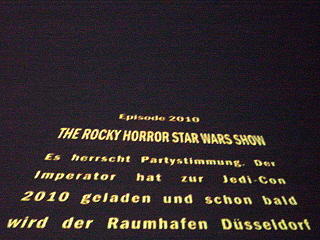 Episode 2010
THE ROCKY HORROR STAR WARS SHOW
Es herrscht Partystimmung. Der
Imperator hat zur Jedi-Con
2010 geladen und schon bald
wird der Raumhafen Düsseldorf